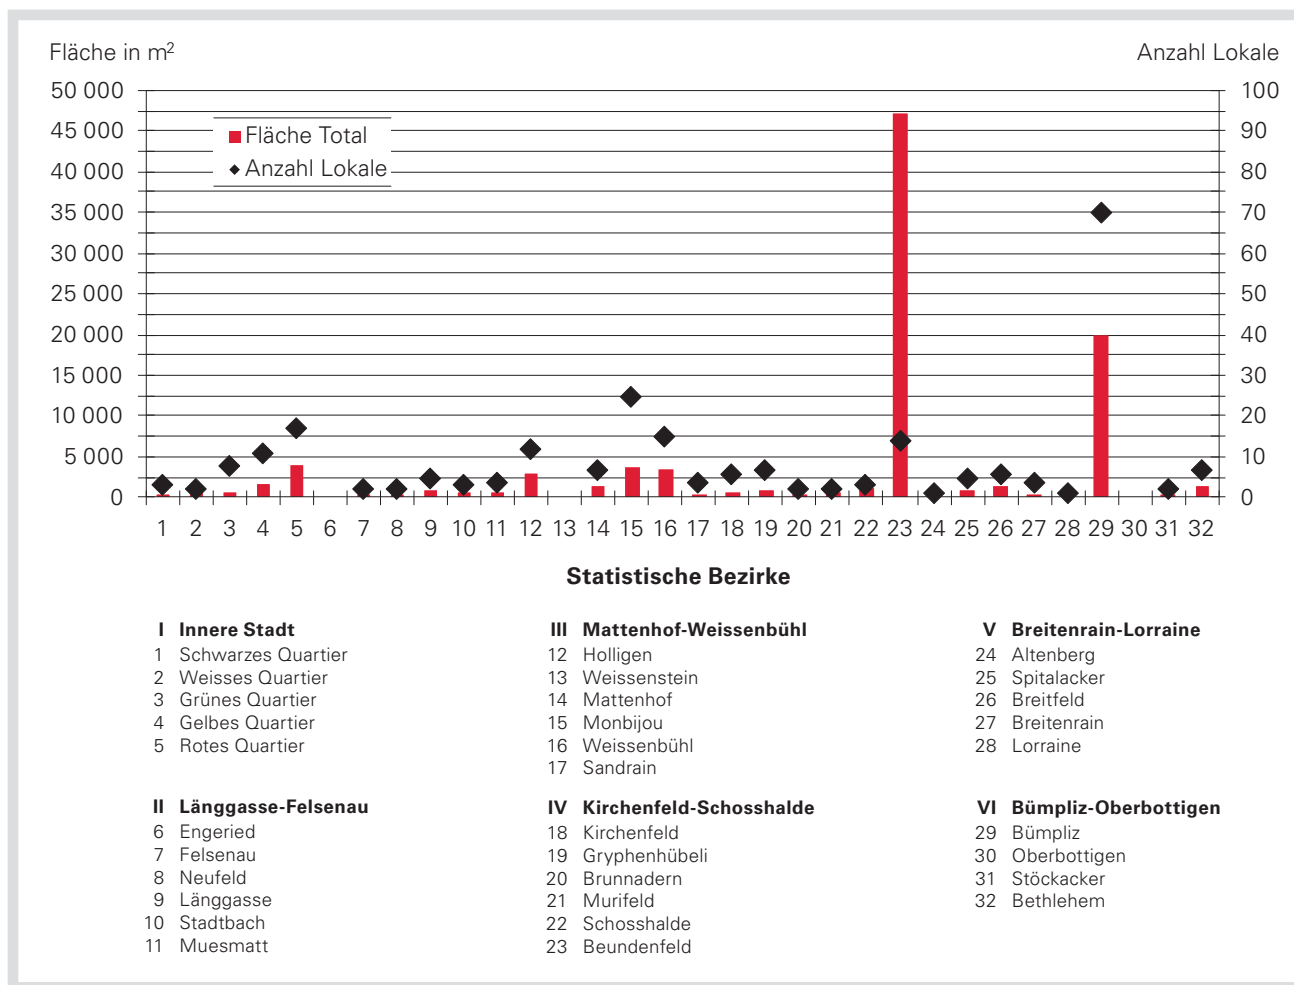 Fläche in m²
Anzahl Lokale
50 000
45 000
40 000
35 000
30 000
25 000
20 000
15 000
10 000
5 000
0
100
90
80
70
60
50
40
30
20
10
0
Fläche Total
Anzahl Lokale
1 2 3 4 5 6 7 8 9 10 11 12 13 14 15 16 17 18 19 20 21 22 23 24 25 26 27 28 29 30 31 32
Statistische Bezirke
I Innere Stadt
1 Schwarzes Quartier
2 Weisses Quartier
3 Grünes Quartier
4 Gelbes Quartier
5 Rotes Quartier
II Länggasse-Felsenau
6 Engeried
7 Felsenau
8 Neufeld
9 Länggasse
10 Stadtbach
11 Muesmatt
III Mattenhof-Weissenbühl
12 Holligen
13 Weissenstein
14 Mattenhof
15 Monbijou
16 Weissenbühl
17 Sandrain
IV Kirchenfeld-Schosshalde
18 Kirchenfeld
19 Gryphenhübeli
20 Brunnadern
21 Murifeld
22 Schosshalde
23 Beundenfeld
V Breitenrain-Lorraine
24 Altenberg
25 Spitalacker
26 Breitfeld
27 Breitenrain
28 Lorraine
VI Bümpliz-Oberbottigen
29 Bümpliz
30 Oberbottigen
31 Stöckacker
32 Bethlehem